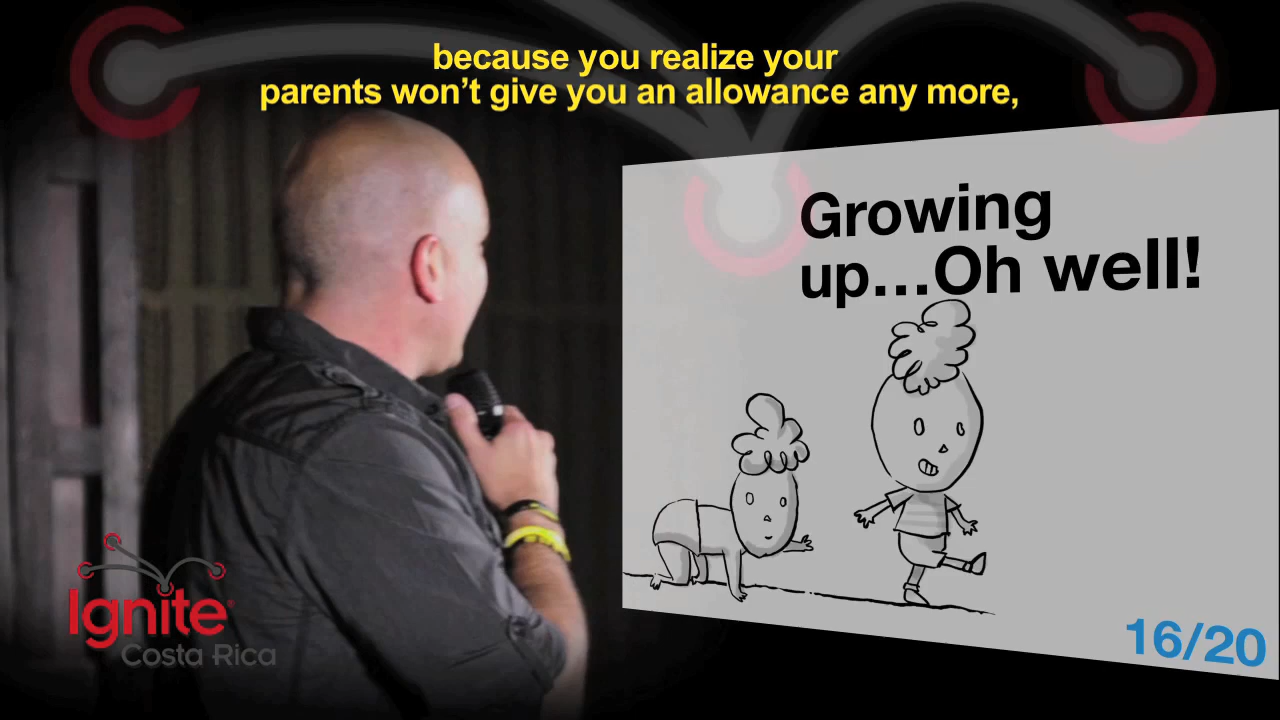 because you realize your
parents won't give you an allowance any more,
Growing
up...Oh well!
Ignite®
Costa Rica
16/20